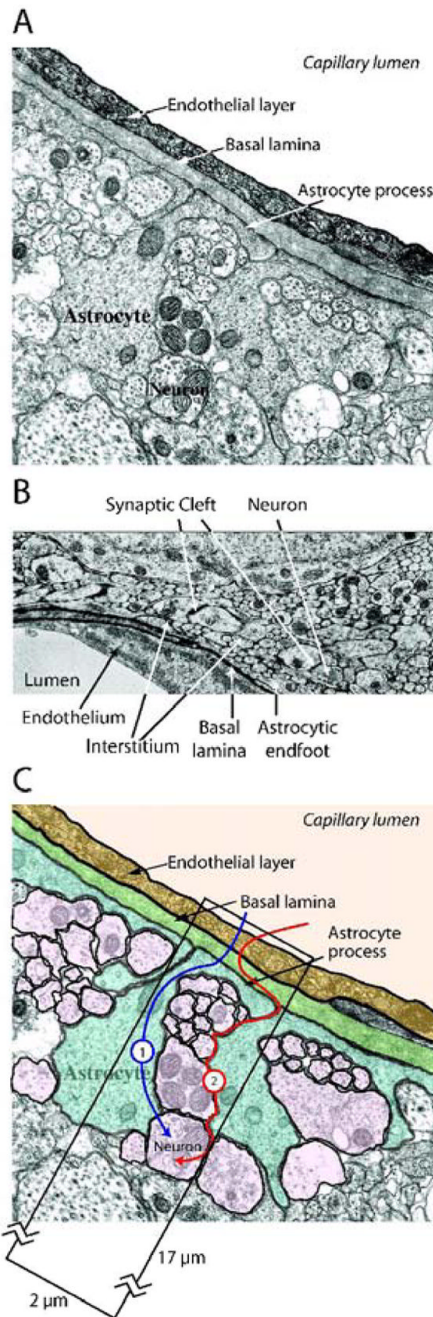 A
Capillary lumen
Endothelial layer
Basal lamina
Astrocyte process
Astrocyte
Neuron
B
Synaptic Cleft
Neuron
Lumen
Endothelium
Interstitium
Basal
lamina
Astrocytic
endfoot
C
Capillary lumen
Endothelial layer
Basal lamina
Astrocyte
process
1
Astrocyte
2
Neuron
17 μm
2 μm